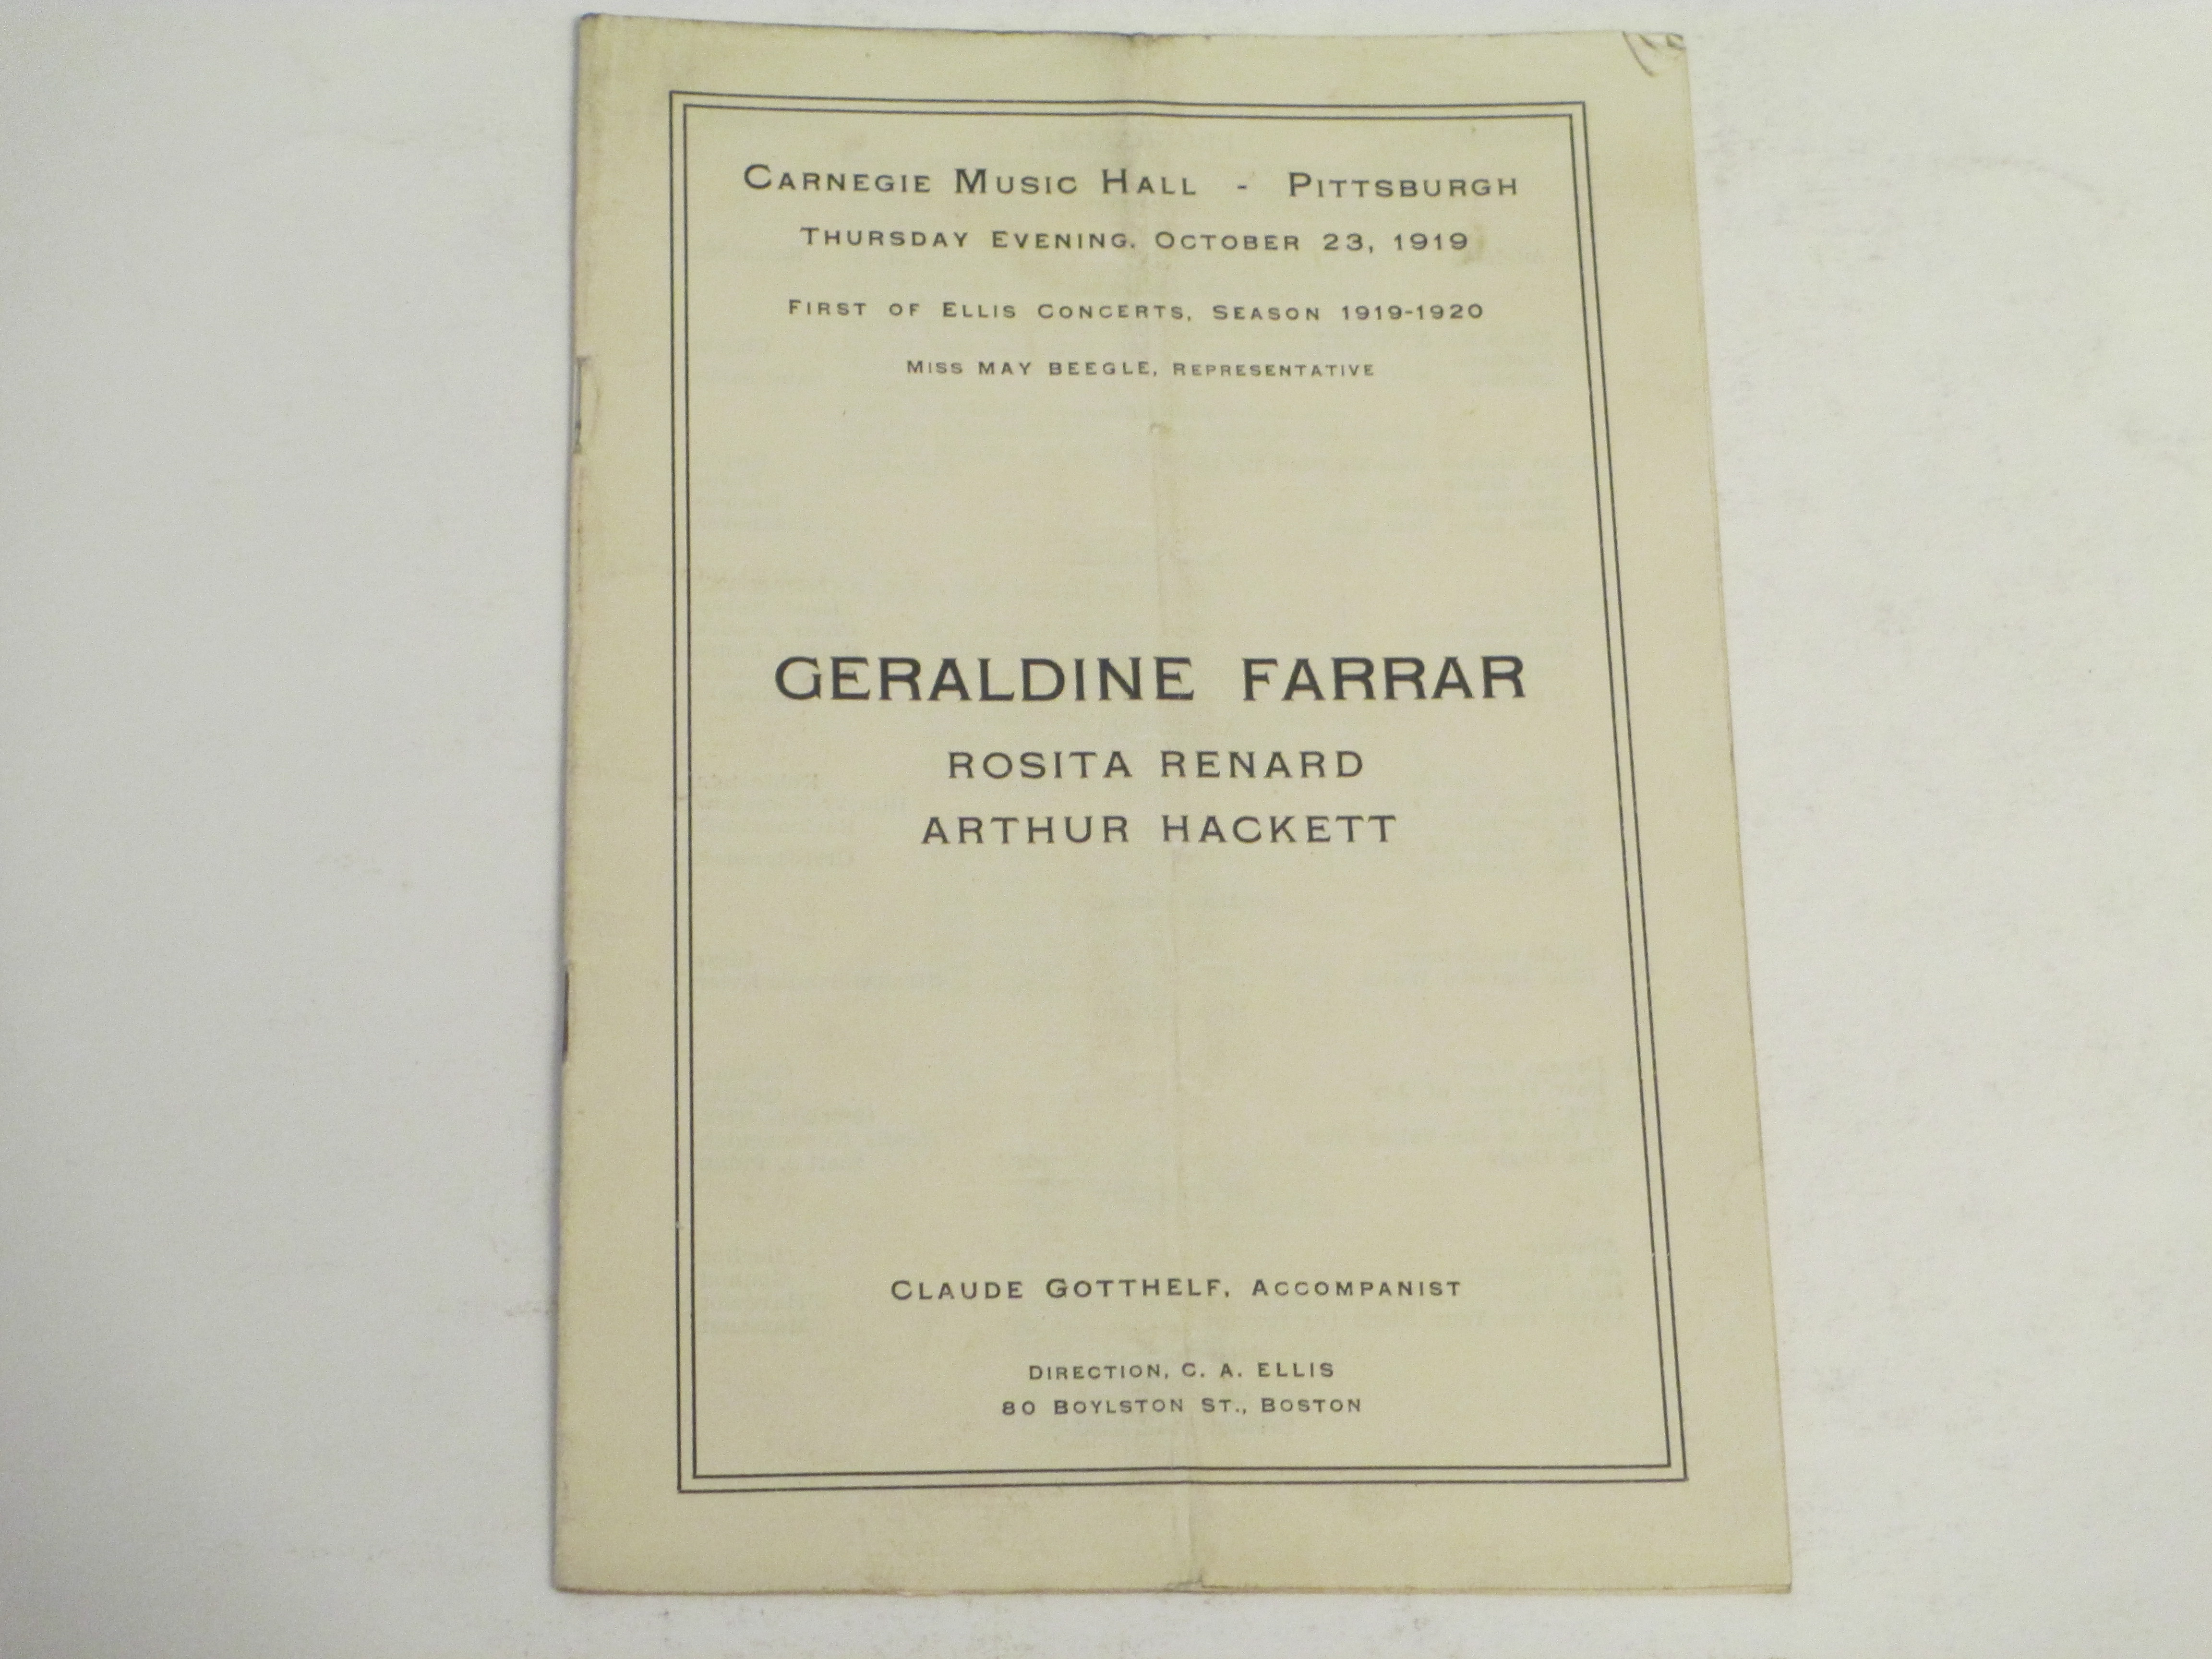 CARNEGIE MUSIC HALL - PITTSBURGH
THURSDAY EVENING. OCTOBER 23, 1919
FIRST OF ELLIS CONCERTS, SEASON 1919-1920
MISS MAY BEEGLE, REPRESENTATIVE
GERALDINE FARRAR
ROSITA RENARD
ARTHUR HACKETT
CLAUDE GOTTHELF, ACCOMPANIST
DIRECTION, C. A. ELLIS
80 BOYLSTON ST., BOSTON